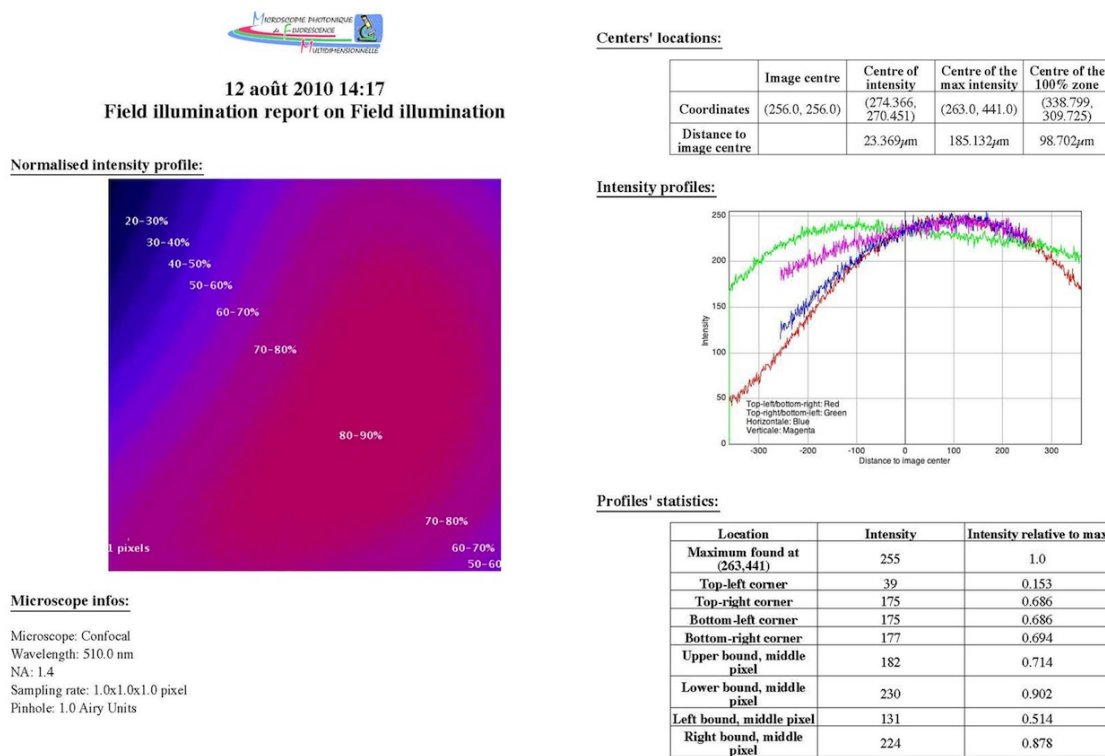 MICROSCOPIE PHOTONIQUE
de FLUORESCENCE
MULTIDIMENSIONNELLE
12 août 2010 14:17
Field illumination report on Field illumination
Normalised intensity profile:
20-30%
30-40%
40-50%
50-60%
60-70%
70-80%
80-90%
70-80%
60-70%
50-60
1 pixels
Microscope infos:
Microscope: Confocal
Wavelength: 510.0 nm
NA: 1.4
Sampling rate: 1.0x1.0x1.0 pixel
Pinhole: 1.0 Airy Units
Centers' locations:
Image centre Centre of intensity Centre of the max intensity Centre of the 100% zone
Coordinates (256.0, 256.0) (274.366, 270.451) (263.0, 441.0) (338.799, 309.725)
Distance to image centre 23.369µm 185.132µm 98.702µm
Intensity profiles:
250
200
150
100
50
0
Intensity
Top-left/bottom-right: Red
Top-right/bottom-left: Green
Horizontale: Blue
Verticale: Magenta
-300 -200 -100 0 100 200 300
Distance to image center
Profiles' statistics:
Location Intensity Intensity relative to max
Maximum found at (263,441) 255 1.0
Top-left corner 39 0.153
Top-right corner 175 0.686
Bottom-left corner 175 0.686
Bottom-right corner 177 0.694
Upper bound, middle pixel 182 0.714
Lower bound, middle pixel 230 0.902
Left bound, middle pixel 131 0.514
Right bound, middle pixel 224 0.878